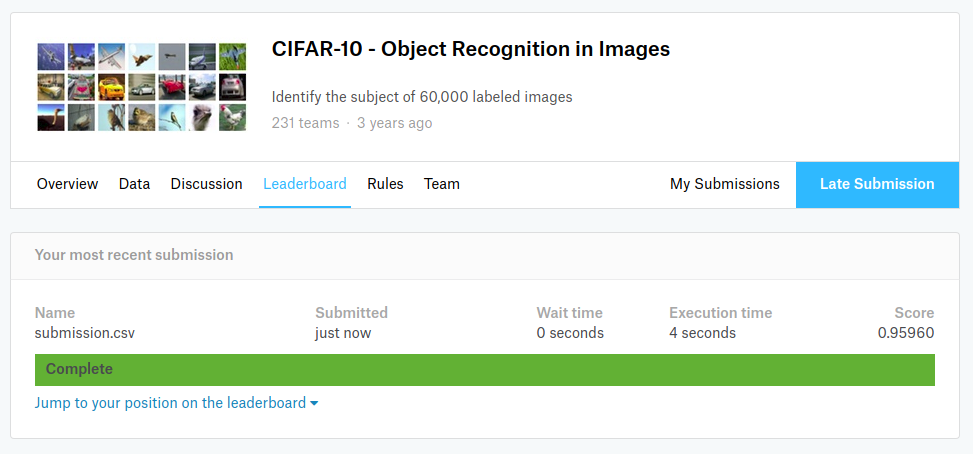 CIFAR-10 - Object Recognition in Images
Identify the subject of 60,000 labeled images
231 teams · 3 years ago
Overview Data Discussion Leaderboard Rules Team My Submissions Late Submission
Your most recent submission
Name Submitted Wait time Execution time Score
submission.csv just now 0 seconds 4 seconds 0.95960
Complete
Jump to your position on the leaderboard